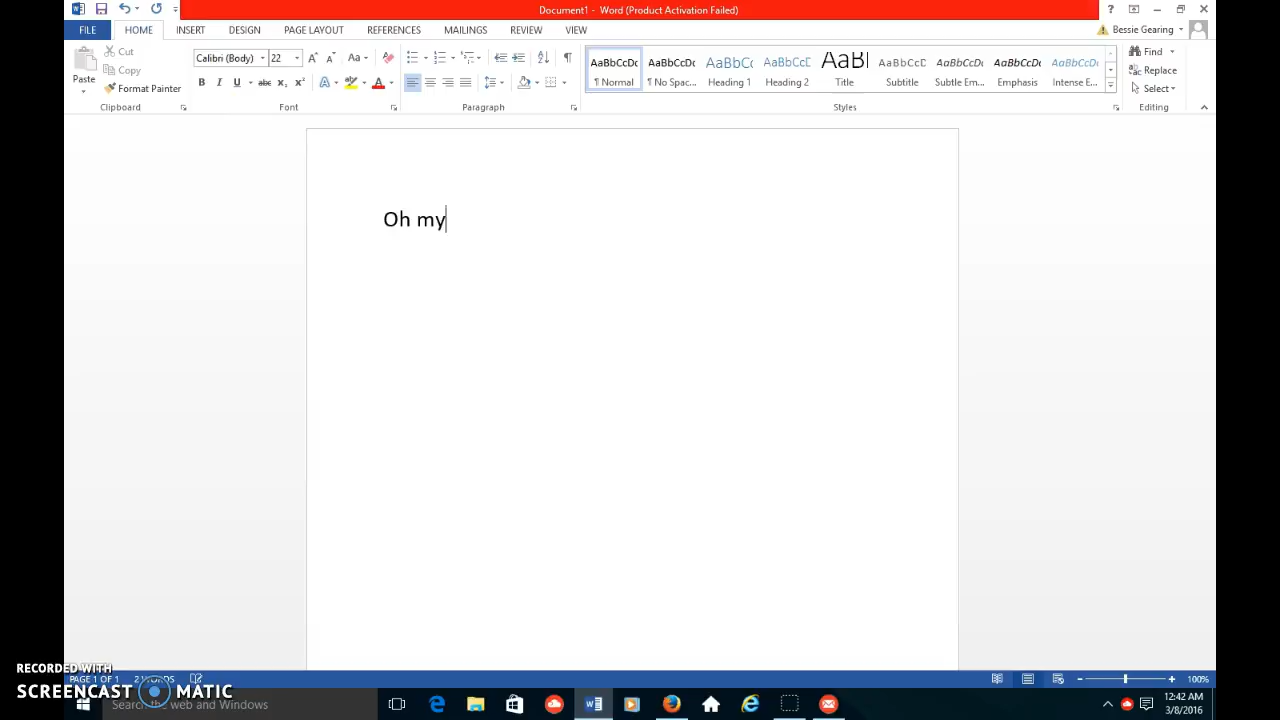 Document1 - Word (Product Activation Failed)
FILE HOME INSERT DESIGN PAGE LAYOUT REFERENCES MAILINGS REVIEW VIEW Bessie Gearing
Paste
Cut
Copy
Format Painter
Clipboard
Calibri (Body) 22
Font
Paragraph
AaBbCcDc AaBbCcDc AaBbCc AaBbCcE AaB AaBbCcD AaBbCcDc AaBbCcDc AaBbCcDc
¶ Normal ¶ No Spac... Heading 1 Heading 2 Title Subtitle Subtle Em... Emphasis Intense E...
Styles
Find
Replace
Select
Editing
Oh my
RECORDED WITH
SCREENCAST MATIC
PAGE 1 OF 1 2 WORDS 100%
Search the web and Windows
12:42 AM
3/8/2016